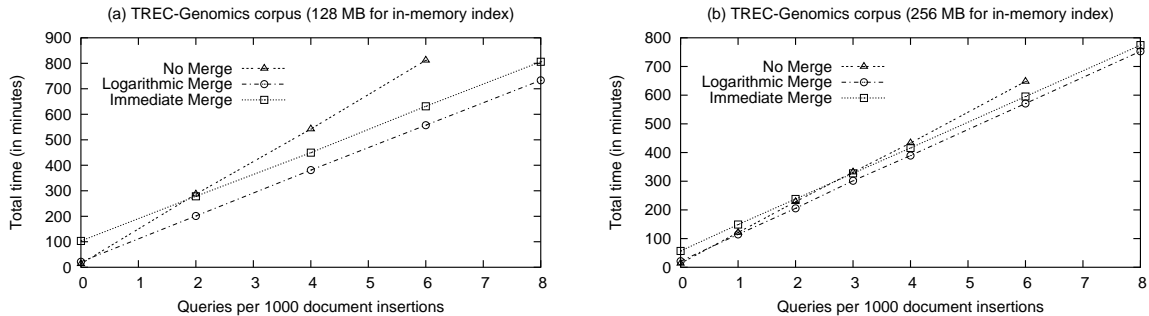 (a) TREC-Genomics corpus (128 MB for in-memory index)
900
800
700
600
500
400
300
200
100
0
0 1 2 3 4 5 6 7 8
Total time (in minutes)
Queries per 1000 document insertions
No Merge
Logarithmic Merge
Immediate Merge
(b) TREC-Genomics corpus (256 MB for in-memory index)
800
700
600
500
400
300
200
100
0
0 1 2 3 4 5 6 7 8
Total time (in minutes)
Queries per 1000 document insertions
No Merge
Logarithmic Merge
Immediate Merge